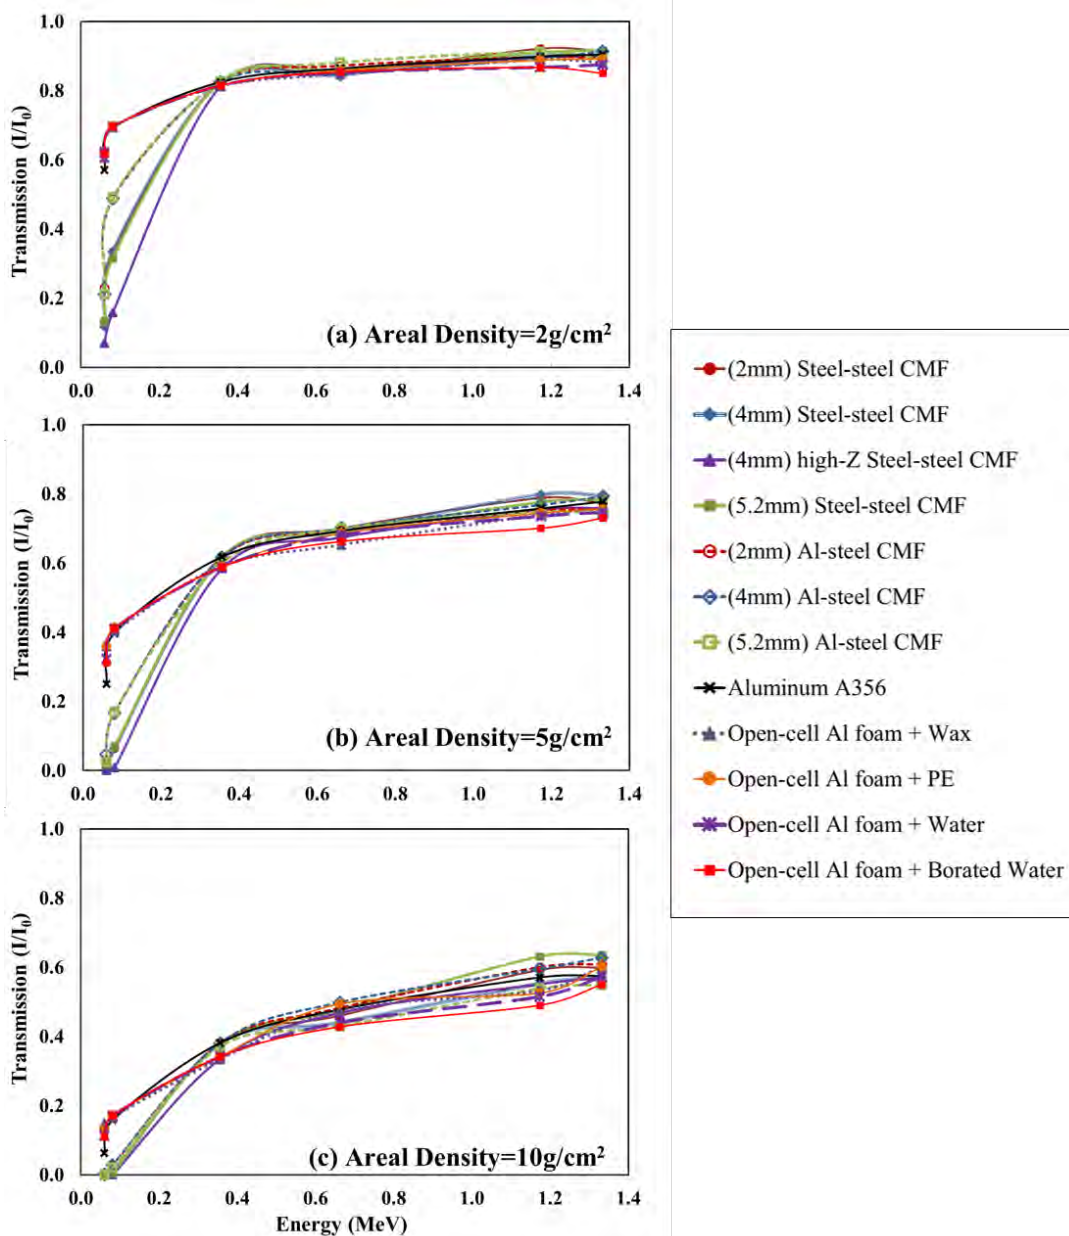 1.0
0.8
0.6
0.4
0.2
0.0
Transmission (I/I₀)
(a) Areal Density=2g/cm²
0.0 0.2 0.4 0.6 0.8 1.0 1.2 1.4
1.0
0.8
0.6
0.4
0.2
0.0
Transmission (I/I₀)
(b) Areal Density=5g/cm²
0.0 0.2 0.4 0.6 0.8 1.0 1.2 1.4
1.0
0.8
0.6
0.4
0.2
0.0
Transmission (I/I₀)
(c) Areal Density=10g/cm²
0.0 0.2 0.4 0.6 0.8 1.0 1.2 1.4
Energy (MeV)
(2mm) Steel-steel CMF
(4mm) Steel-steel CMF
(4mm) high-Z Steel-steel CMF
(5.2mm) Steel-steel CMF
(2mm) Al-steel CMF
(4mm) Al-steel CMF
(5.2mm) Al-steel CMF
Aluminum A356
Open-cell Al foam + Wax
Open-cell Al foam + PE
Open-cell Al foam + Water
Open-cell Al foam + Borated Water